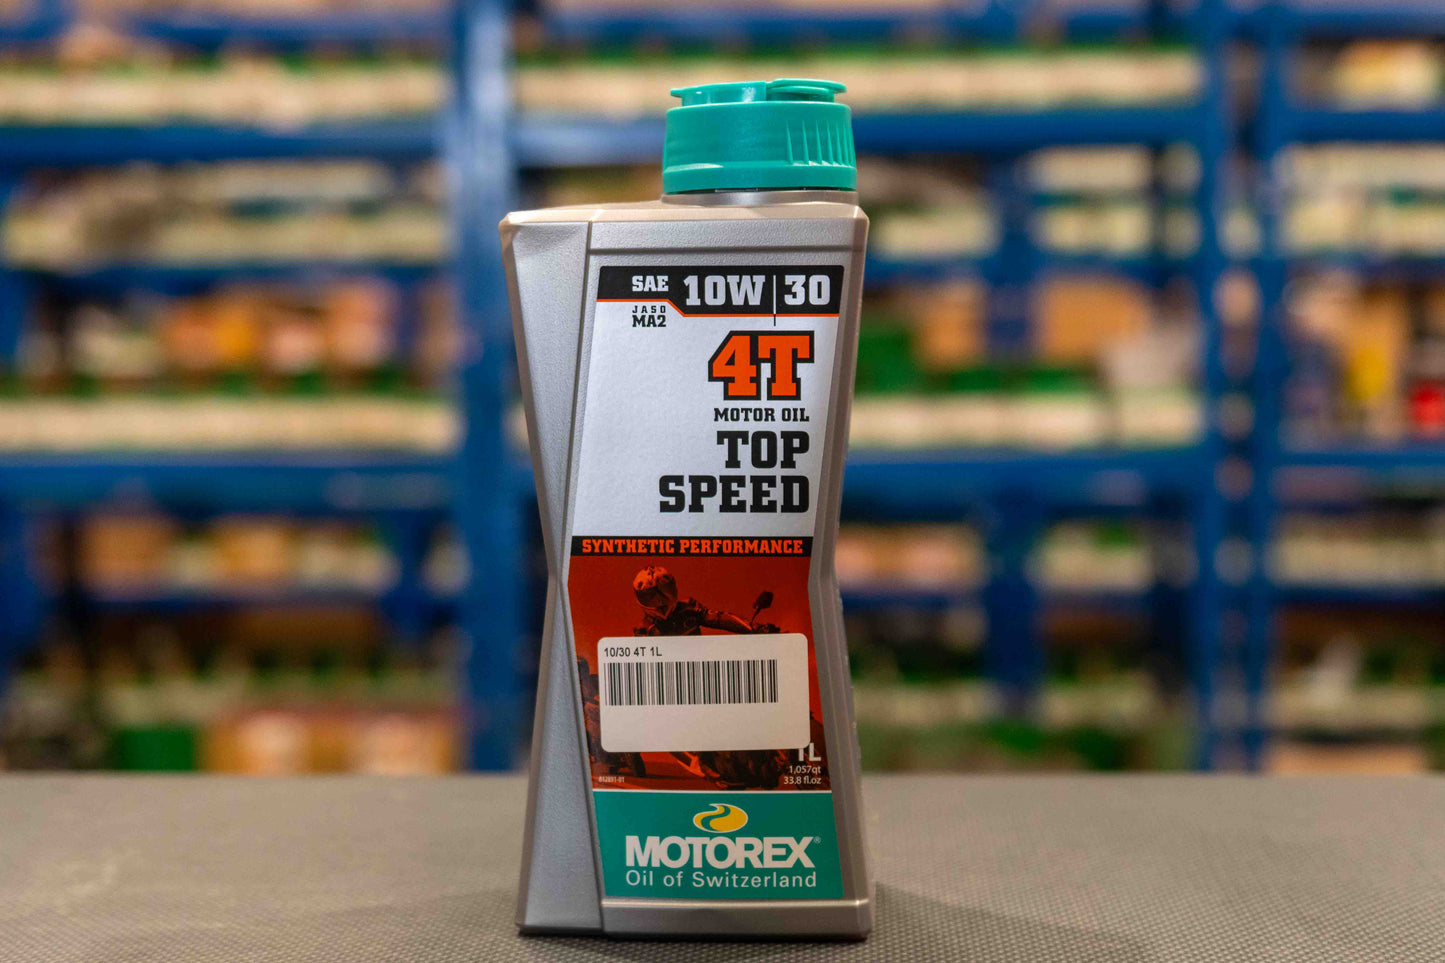 SAE 10W 30
JASO
MA2
4T
MOTOR OIL
TOP
SPEED
SYNTHETIC PERFORMANCE
10/30 4T 1L
1L
1,057qt
33.8 fl.oz
MOTOREX®
Oil of Switzerland